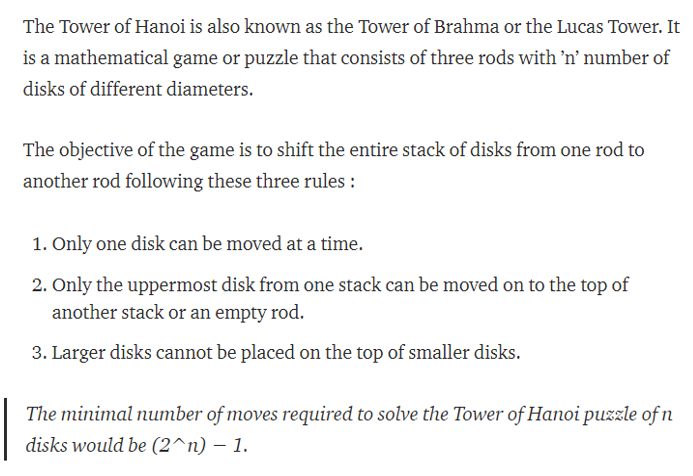 The Tower of Hanoi is also known as the Tower of Brahma or the Lucas Tower. It
is a mathematical game or puzzle that consists of three rods with ’n’ number of
disks of different diameters.
The objective of the game is to shift the entire stack of disks from one rod to
another rod following these three rules :
1. Only one disk can be moved at a time.
2. Only the uppermost disk from one stack can be moved on to the top of
another stack or an empty rod.
3. Larger disks cannot be placed on the top of smaller disks.
The minimal number of moves required to solve the Tower of Hanoi puzzle of n
disks would be (2^n) − 1.